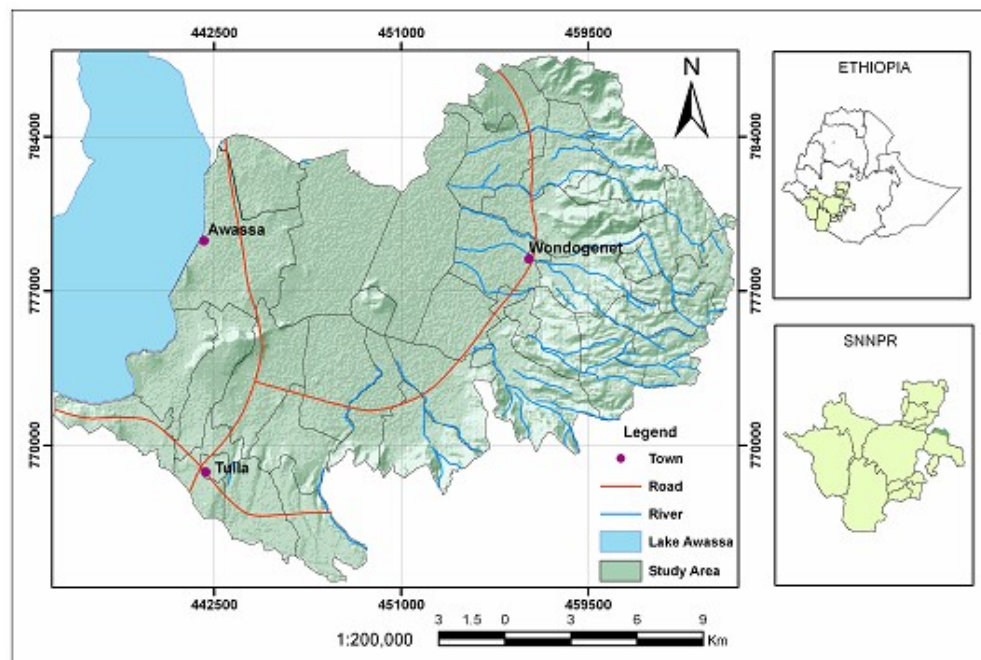 442500 451000 459500
N
784000 784000
Awassa
Wondogenet
777000 777000
770000 770000
Tulla
Legend
Town
Road
River
Lake Awassa
Study Area
442500 451000 459500
1:200,000
3 1.5 0 3 6 9
Km
ETHIOPIA
SNNPR